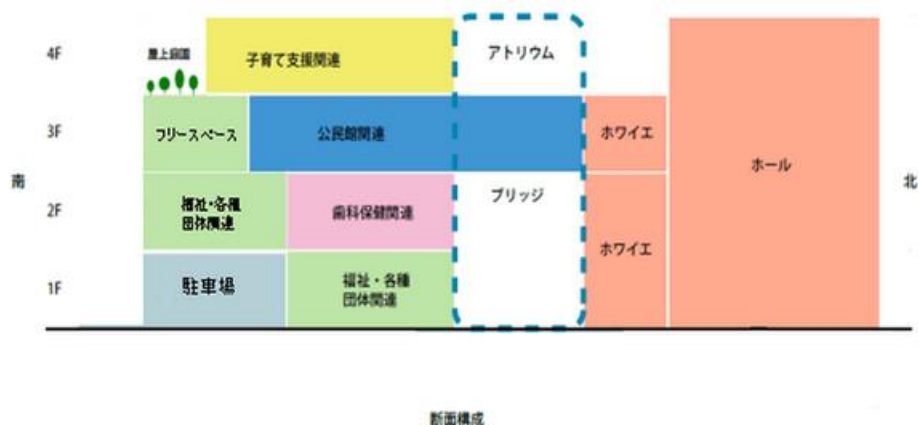 4F
屋上庭園
子育て支援関連
アトリウム
3F
フリースペース
公民館関連
ホワイエ
ホール
南
北
2F
福祉・各種
団体関連
歯科保健関連
ブリッジ
ホワイエ
1F
駐車場
福祉・各種
団体関連
断面構成